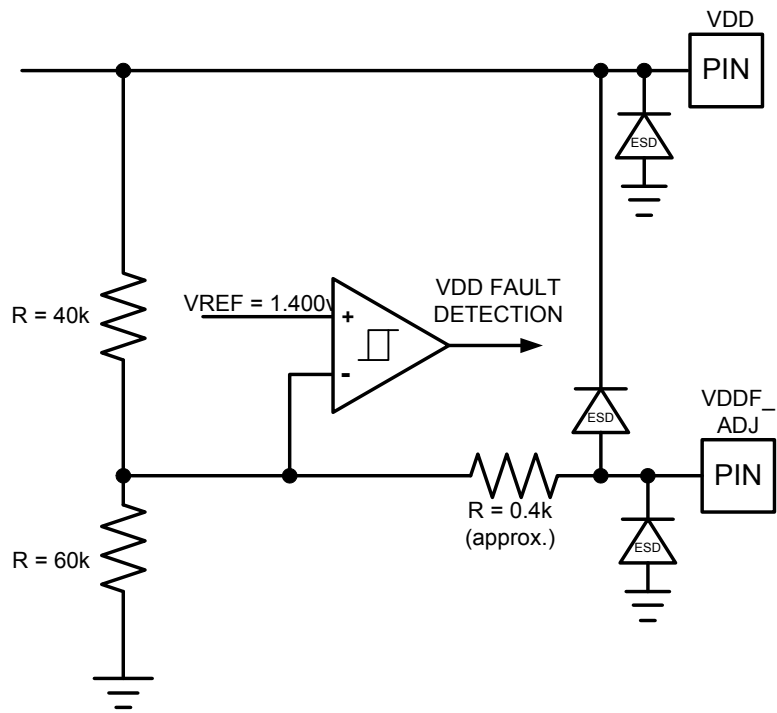 VDD
PIN
ESD
R = 40k
VREF = 1.400v
+
-
VDD FAULT
DETECTION
ESD
VDDF_
ADJ
PIN
R = 0.4k
(approx.)
ESD
R = 60k